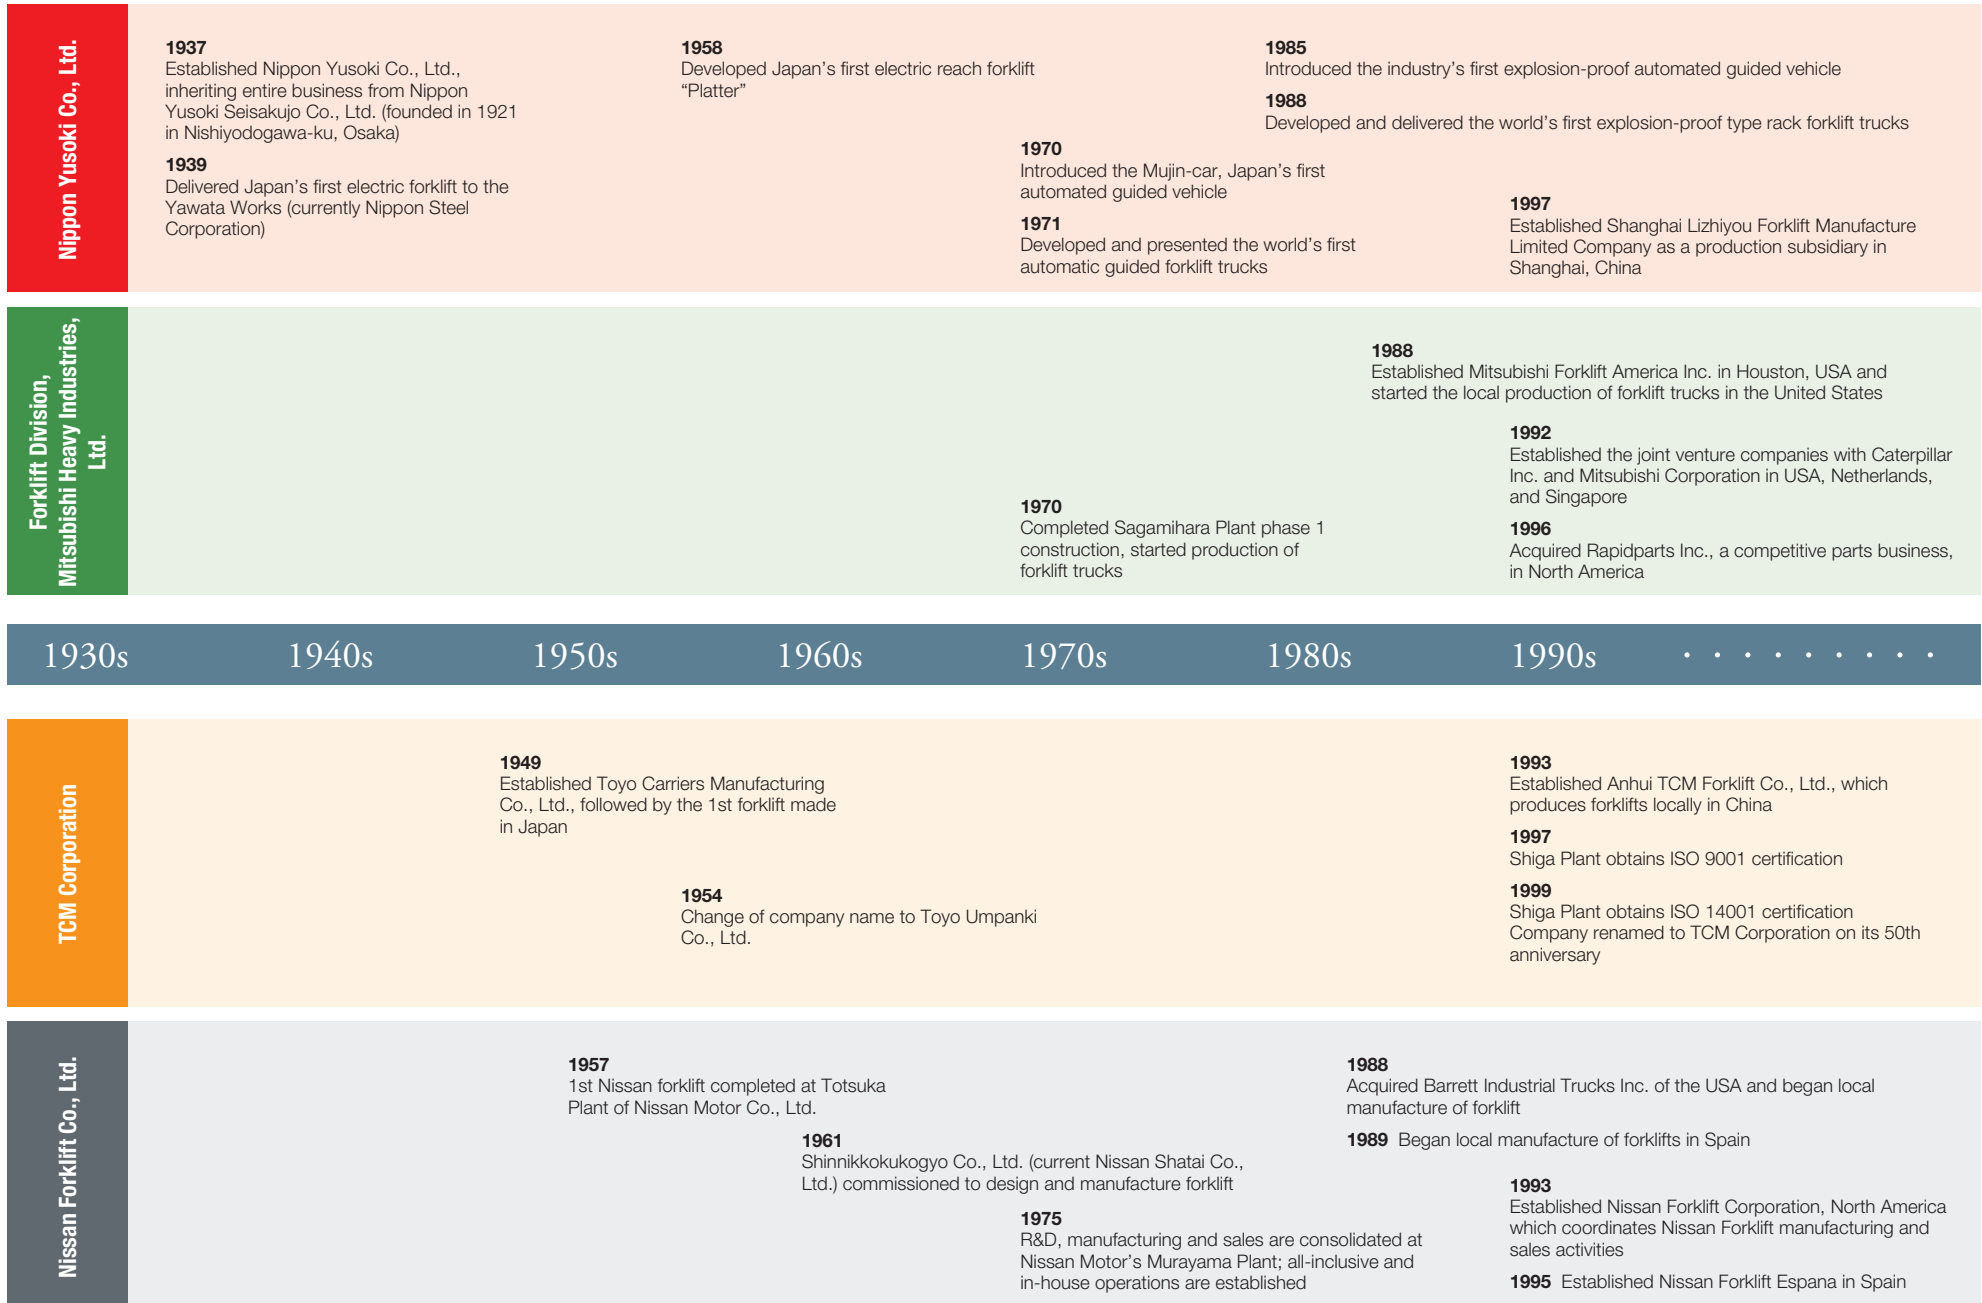 Nippon Yusoki Co., Ltd.
1937
Established Nippon Yusoki Co., Ltd.,
inheriting entire business from Nippon
Yusoki Seisakujo Co., Ltd. (founded in 1921
in Nishiyodogawa-ku, Osaka)
1939
Delivered Japan’s first electric forklift to the
Yawata Works (currently Nippon Steel
Corporation)
1958
Developed Japan’s first electric reach forklift
“Platter”
1970
Introduced the Mujin-car, Japan’s first
automated guided vehicle
1971
Developed and presented the world’s first
automatic guided forklift trucks
1985
Introduced the industry’s first explosion-proof automated guided vehicle
1988
Developed and delivered the world’s first explosion-proof type rack forklift trucks
1997
Established Shanghai Lizhiyou Forklift Manufacture
Limited Company as a production subsidiary in
Shanghai, China
Forklift Division,
Mitsubishi Heavy Industries,
Ltd.
1970
Completed Sagamihara Plant phase 1
construction, started production of
forklift trucks
1988
Established Mitsubishi Forklift America Inc. in Houston, USA and
started the local production of forklift trucks in the United States
1992
Established the joint venture companies with Caterpillar
Inc. and Mitsubishi Corporation in USA, Netherlands,
and Singapore
1996
Acquired Rapidparts Inc., a competitive parts business,
in North America
1930s 1940s 1950s 1960s 1970s 1980s 1990s . . . . . . . . .
TCM Corporation
1949
Established Toyo Carriers Manufacturing
Co., Ltd., followed by the 1st forklift made
in Japan
1954
Change of company name to Toyo Umpanki
Co., Ltd.
1993
Established Anhui TCM Forklift Co., Ltd., which
produces forklifts locally in China
1997
Shiga Plant obtains ISO 9001 certification
1999
Shiga Plant obtains ISO 14001 certification
Company renamed to TCM Corporation on its 50th
anniversary
Nissan Forklift Co., Ltd.
1957
1st Nissan forklift completed at Totsuka
Plant of Nissan Motor Co., Ltd.
1961
Shinnikkokukogyo Co., Ltd. (current Nissan Shatai Co.,
Ltd.) commissioned to design and manufacture forklift
1975
R&D, manufacturing and sales are consolidated at
Nissan Motor’s Murayama Plant; all-inclusive and
in-house operations are established
1988
Acquired Barrett Industrial Trucks Inc. of the USA and began local
manufacture of forklift
1989 Began local manufacture of forklifts in Spain
1993
Established Nissan Forklift Corporation, North America
which coordinates Nissan Forklift manufacturing and
sales activities
1995 Established Nissan Forklift Espana in Spain